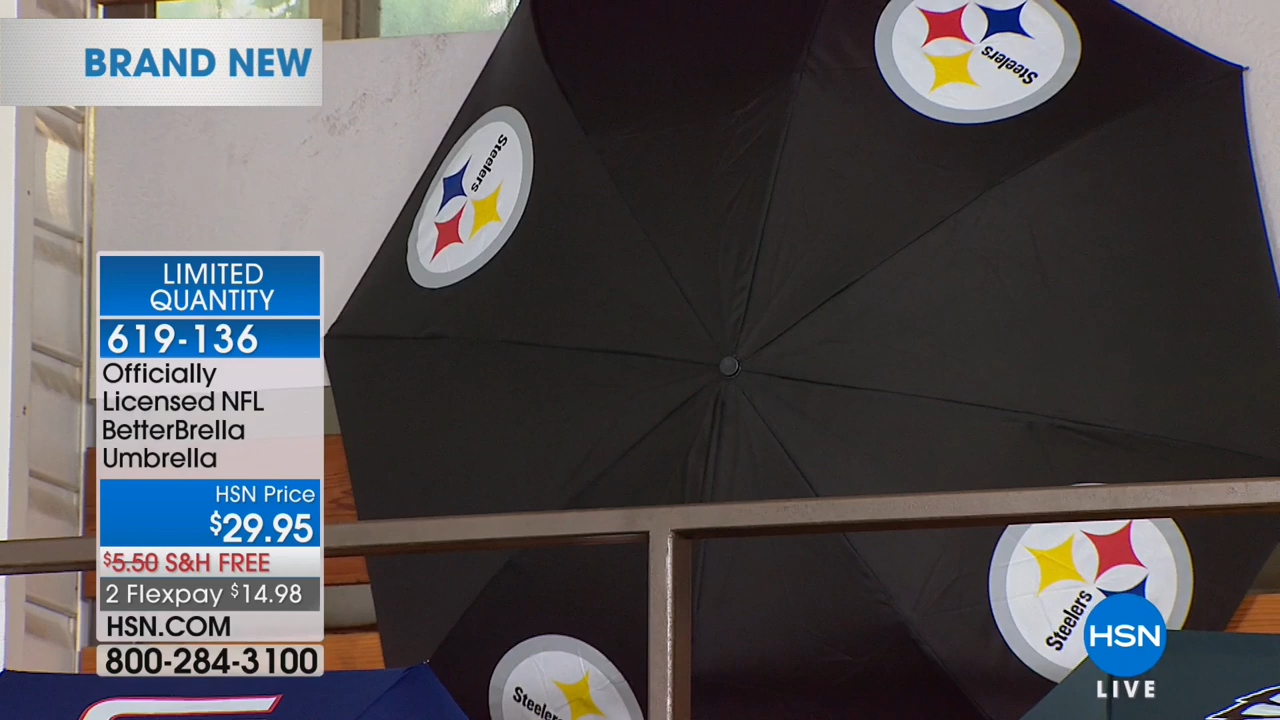 BRAND NEW
LIMITED
QUANTITY
619-136
Officially
Licensed NFL
BetterBrella
Umbrella
HSN Price
$29.95
$5.50 S&H FREE
2 Flexpay $14.98
HSN.COM
800-284-3100
Steelers
Steelers
Steelers
Steelers
HSN
LIVE